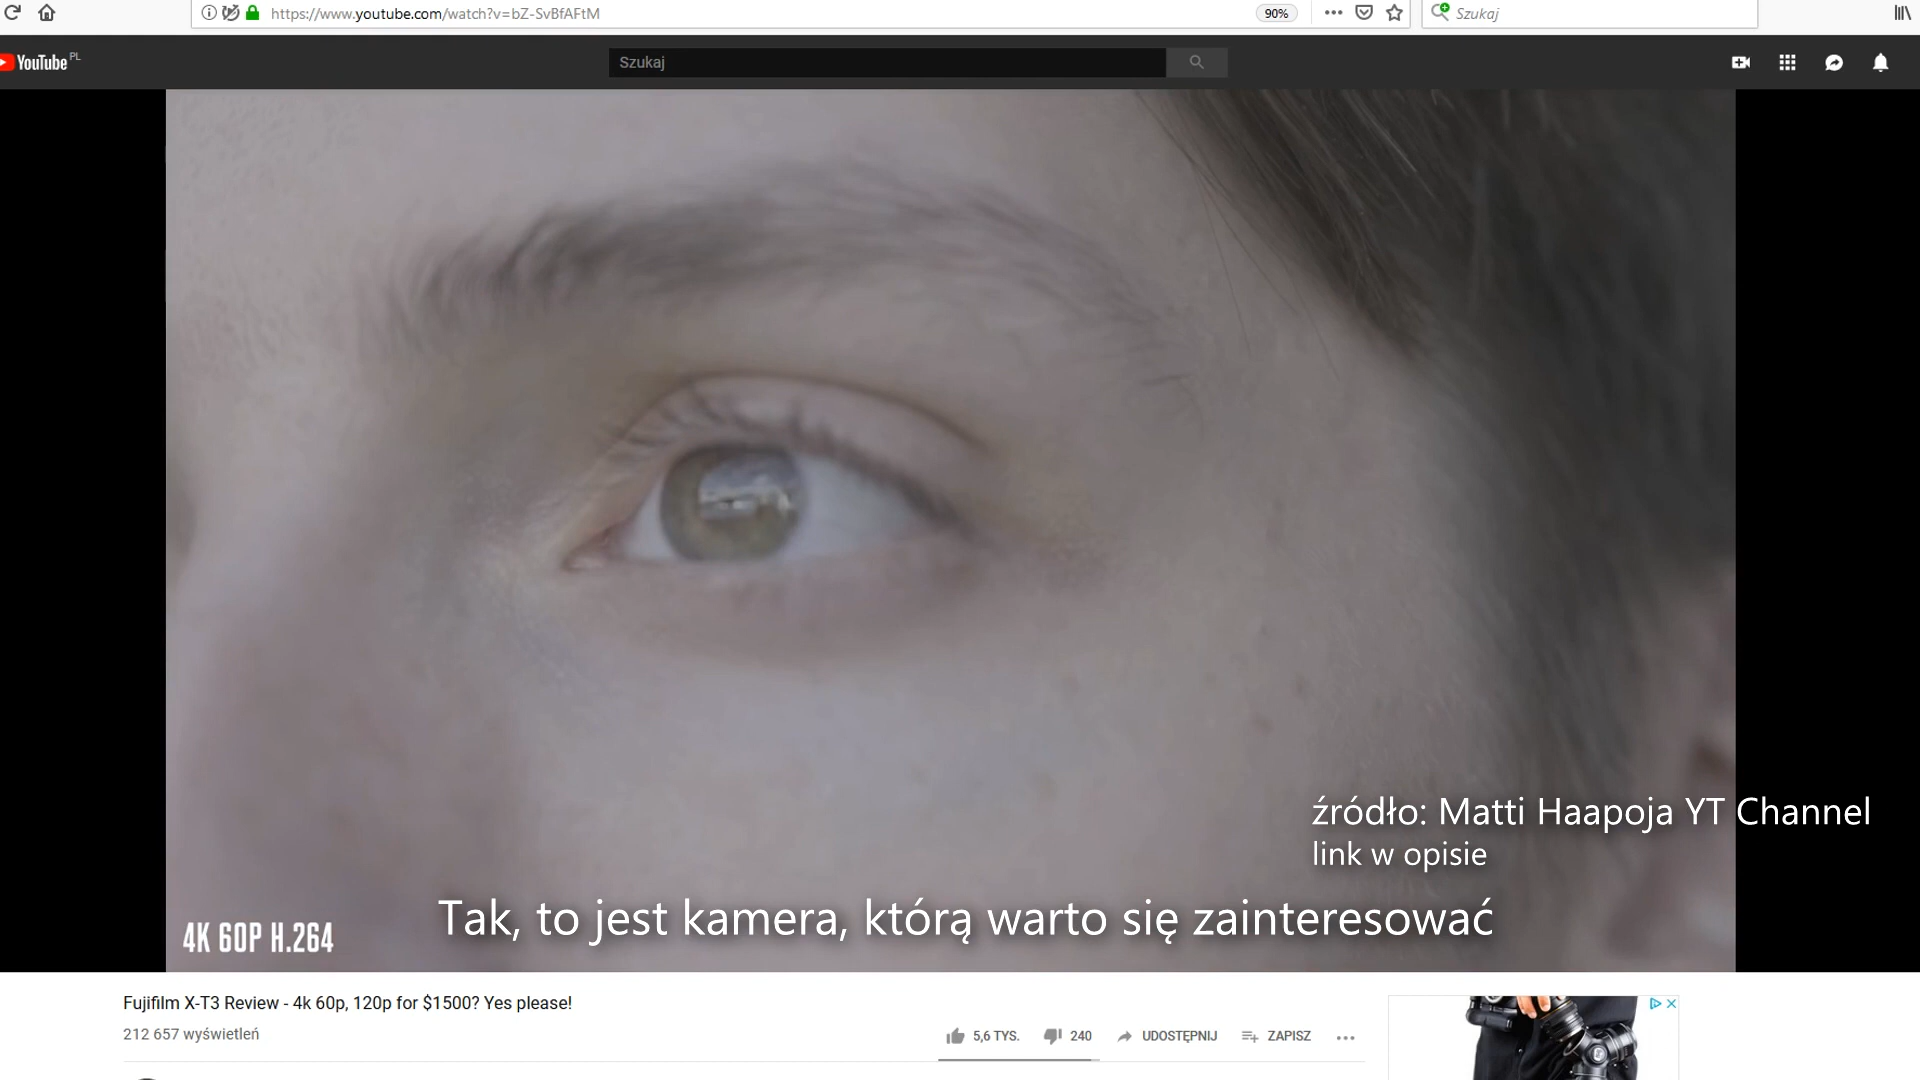 https://www.youtube.com/watch?v=bZ-SvBfAFtM
90%
Szukaj
YouTube PL
Szukaj
źródło: Matti Haapoja YT Channel
link w opisie
Tak, to jest kamera, którą warto się zainteresować
4K 60P H.264
Fujifilm X-T3 Review - 4k 60p, 120p for $1500? Yes please!
212 657 wyświetleń
5,6 TYS.
240
UDOSTĘPNIJ
ZAPISZ